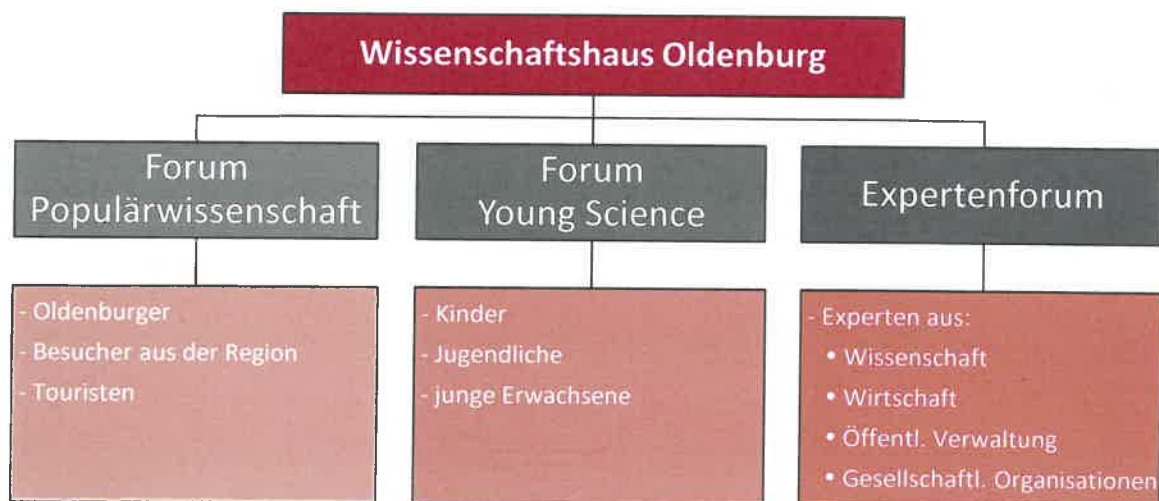 Wissenschaftshaus Oldenburg
Forum
Populärwissenschaft
Forum
Young Science
Expertenforum
- Oldenburger
- Besucher aus der Region
- Touristen
- Kinder
- Jugendliche
- junge Erwachsene
- Experten aus:
• Wissenschaft
• Wirtschaft
• Öffentl. Verwaltung
• Gesellschaftl. Organisationen